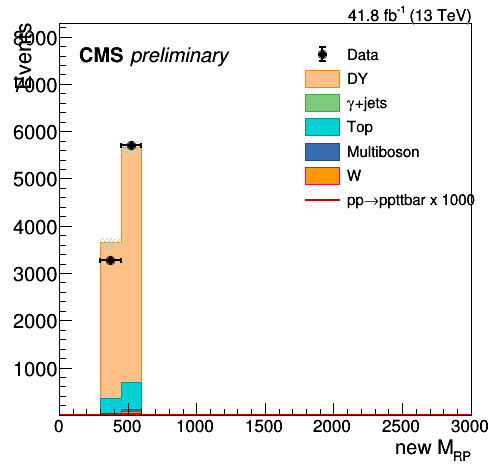 41.8 fb⁻¹ (13 TeV)
Events
CMS preliminary
Data
DY
γ+jets
Top
Multiboson
W
pp→ppttbar x 1000
8000
7000
6000
5000
4000
3000
2000
1000
0 500 1000 1500 2000 2500 3000
new M_RP